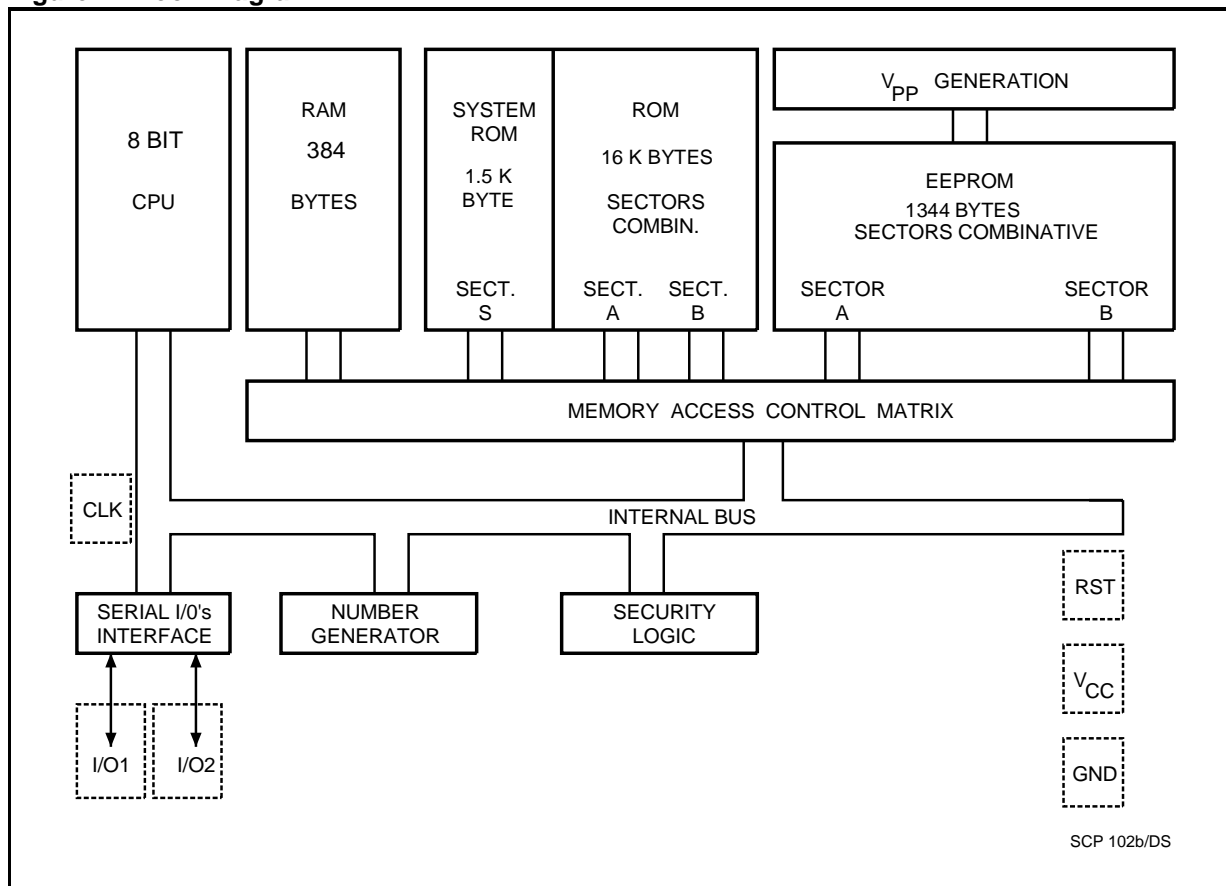 8 BIT
CPU
RAM
384
BYTES
SYSTEM
ROM
1.5 K
BYTE
SECT.
S
ROM
16 K BYTES
SECTORS
COMBIN.
SECT.
A
SECT.
B
VPP GENERATION
EEPROM
1344 BYTES
SECTORS COMBINATIVE
SECTOR
A
SECTOR
B
MEMORY ACCESS CONTROL MATRIX
CLK
INTERNAL BUS
SERIAL I/0's
INTERFACE
NUMBER
GENERATOR
SECURITY
LOGIC
RST
VCC
GND
I/O1
I/O2
SCP 102b/DS